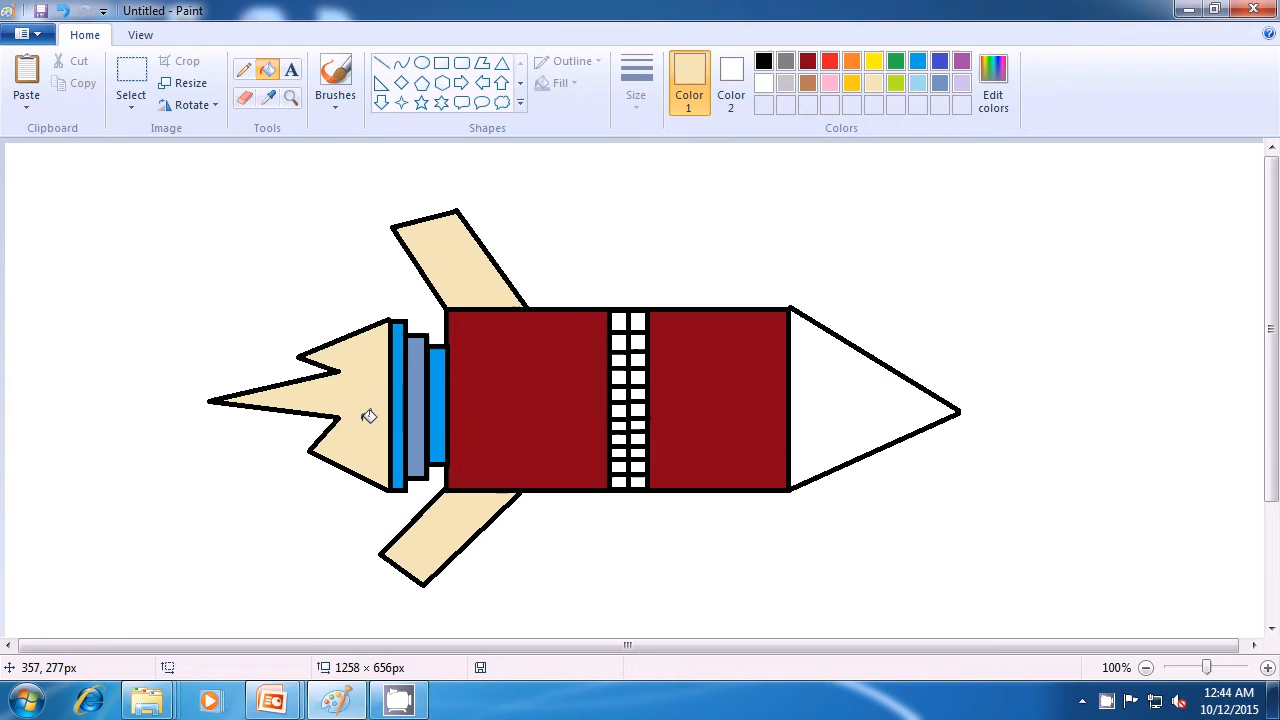 Untitled - Paint
Home
View
Paste
Cut
Copy
Clipboard
Select
Crop
Resize
Rotate
Image
A
Tools
Brushes
Outline
Fill
Shapes
Size
Color
1
Color
2
Edit
colors
Colors
357, 277px
1258 × 656px
100%
12:44 AM
10/12/2015